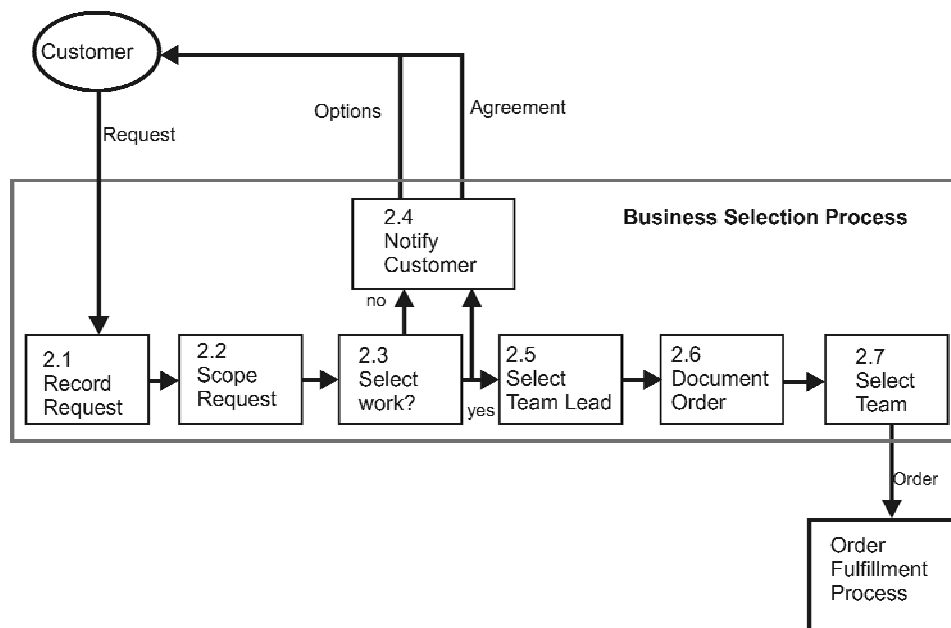 Customer
Options
Agreement
Request
Business Selection Process
2.4
Notify
Customer
no
2.1
Record
Request
2.2
Scope
Request
2.3
Select
work?
yes
2.5
Select
Team Lead
2.6
Document
Order
2.7
Select
Team
Order
Order
Fulfillment
Process